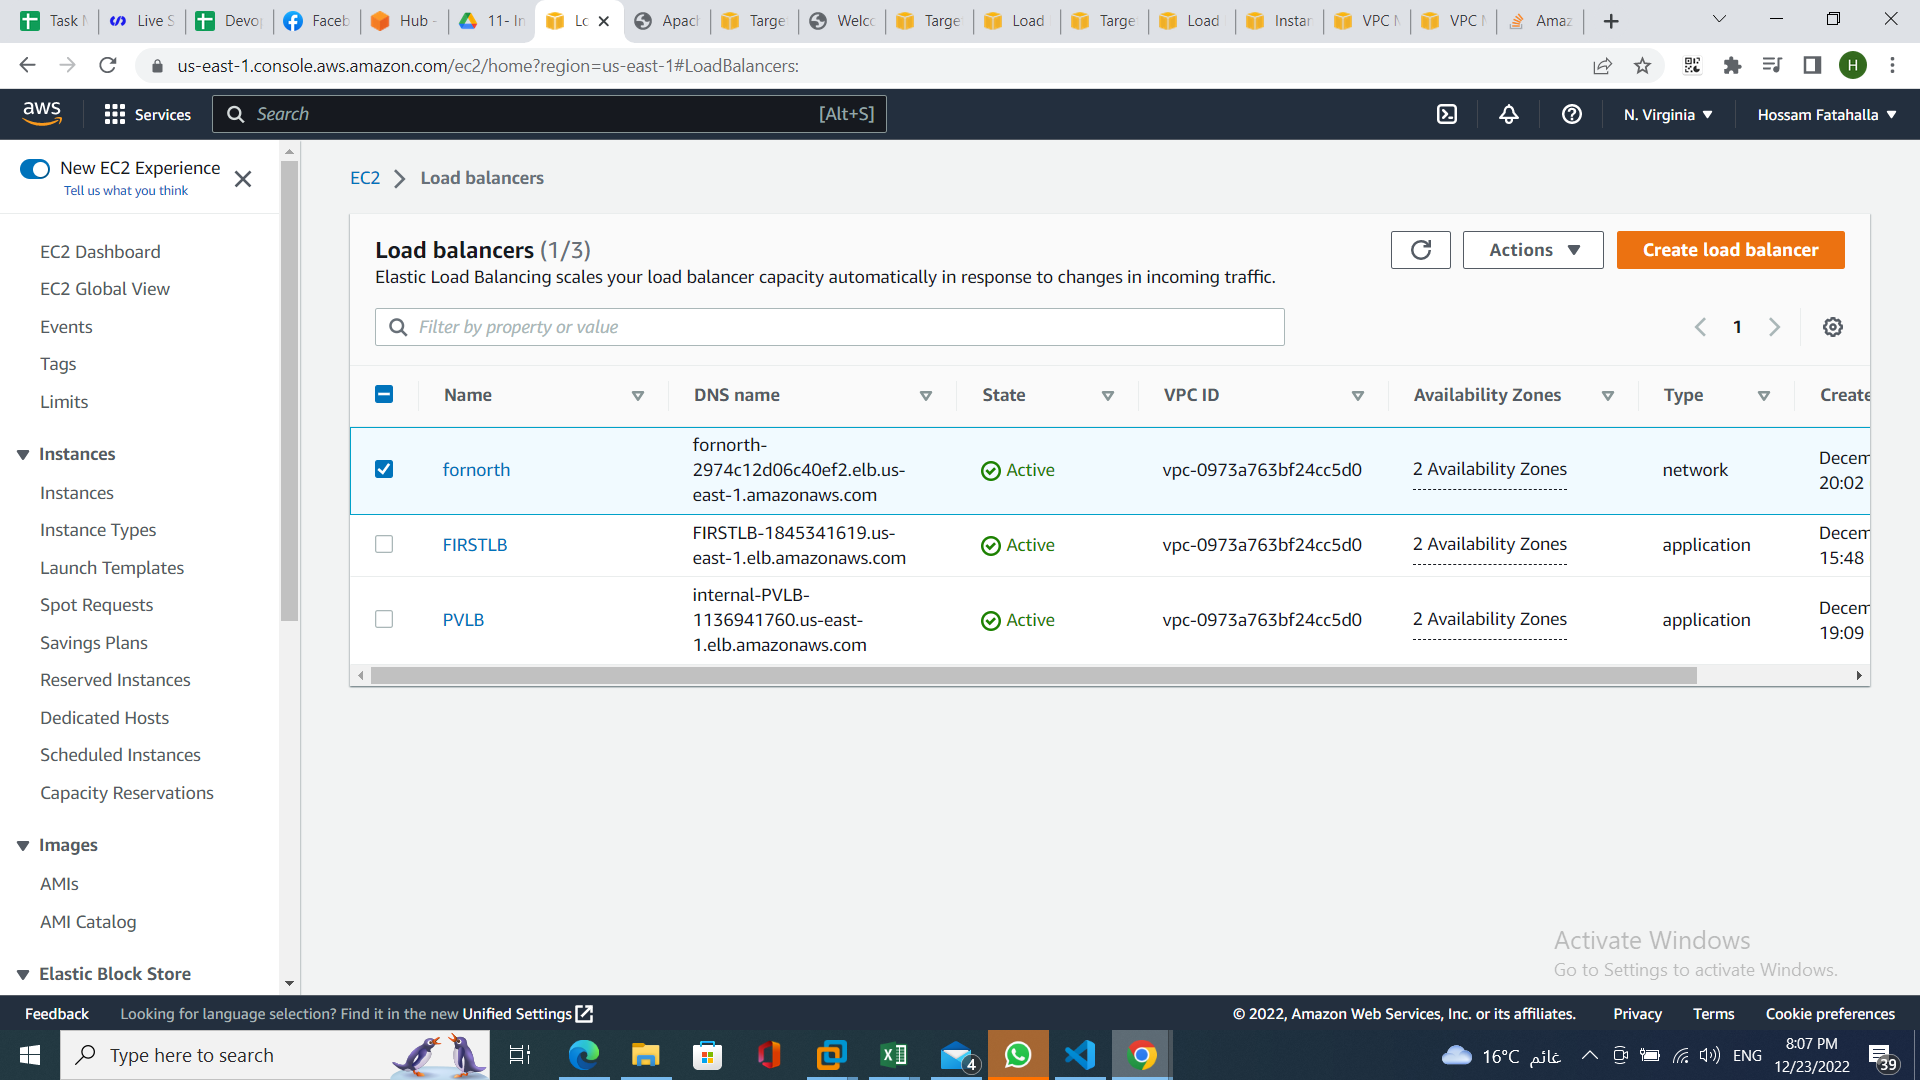 Task M
Live S
Devop
Faceb
Hub -
11- In
Lo
Apach
Target
Welco
Target
Load
Target
Load
Instan
VPC M
VPC M
Amaz
us-east-1.console.aws.amazon.com/ec2/home?region=us-east-1#LoadBalancers:
H
aws
Services
Search
[Alt+S]
N. Virginia
Hossam Fatahalla
New EC2 Experience
Tell us what you think
EC2 Dashboard
EC2 Global View
Events
Tags
Limits
Instances
Instances
Instance Types
Launch Templates
Spot Requests
Savings Plans
Reserved Instances
Dedicated Hosts
Scheduled Instances
Capacity Reservations
Images
AMIs
AMI Catalog
Elastic Block Store
EC2 > Load balancers
Load balancers (1/3)
Elastic Load Balancing scales your load balancer capacity automatically in response to changes in incoming traffic.
Actions
Create load balancer
Filter by property or value
1
Name DNS name State VPC ID Availability Zones Type Create
fornorth
fornorth-
2974c12d06c40ef2.elb.us-
east-1.amazonaws.com
Active
vpc-0973a763bf24cc5d0
2 Availability Zones
network
Decem
20:02
FIRSTLB
FIRSTLB-1845341619.us-
east-1.elb.amazonaws.com
Active
vpc-0973a763bf24cc5d0
2 Availability Zones
application
Decem
15:48
PVLB
internal-PVLB-
1136941760.us-east-
1.elb.amazonaws.com
Active
vpc-0973a763bf24cc5d0
2 Availability Zones
application
Decem
19:09
Activate Windows
Go to Settings to activate Windows.
Feedback
Looking for language selection? Find it in the new Unified Settings
© 2022, Amazon Web Services, Inc. or its affiliates.
Privacy
Terms
Cookie preferences
Type here to search
4
16°C غائم
ENG
8:07 PM
12/23/2022
39